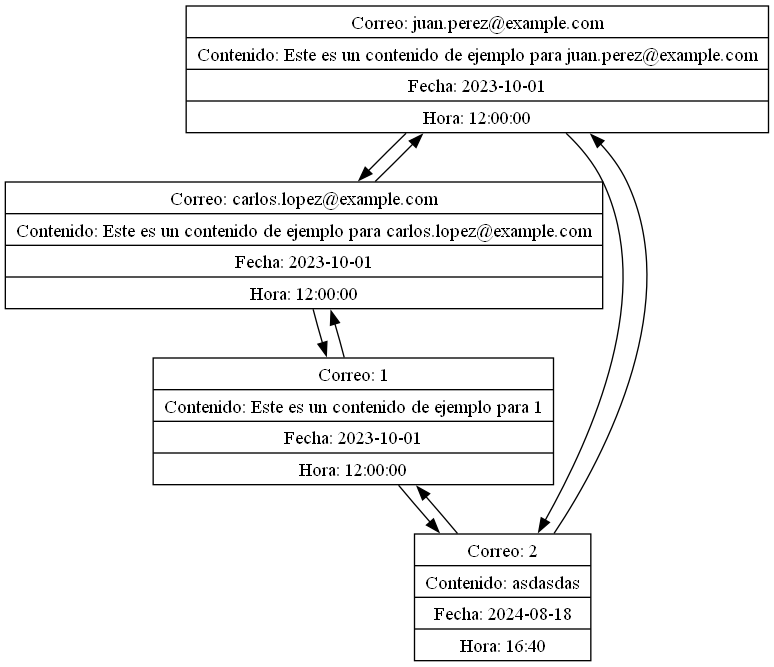 Correo: juan.perez@example.com
Contenido: Este es un contenido de ejemplo para juan.perez@example.com
Fecha: 2023-10-01
Hora: 12:00:00
Correo: carlos.lopez@example.com
Contenido: Este es un contenido de ejemplo para carlos.lopez@example.com
Fecha: 2023-10-01
Hora: 12:00:00
Correo: 1
Contenido: Este es un contenido de ejemplo para 1
Fecha: 2023-10-01
Hora: 12:00:00
Correo: 2
Contenido: asdasdas
Fecha: 2024-08-18
Hora: 16:40